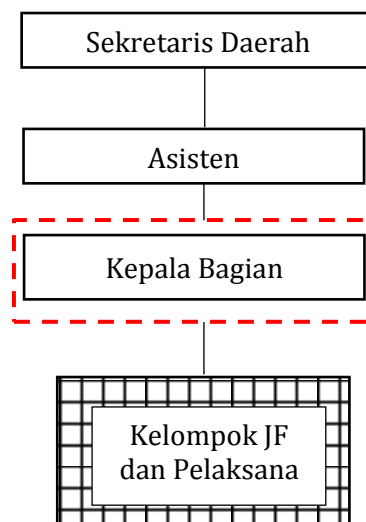 Sekretaris Daerah
Asisten
Kepala Bagian
Kelompok JF
dan Pelaksana